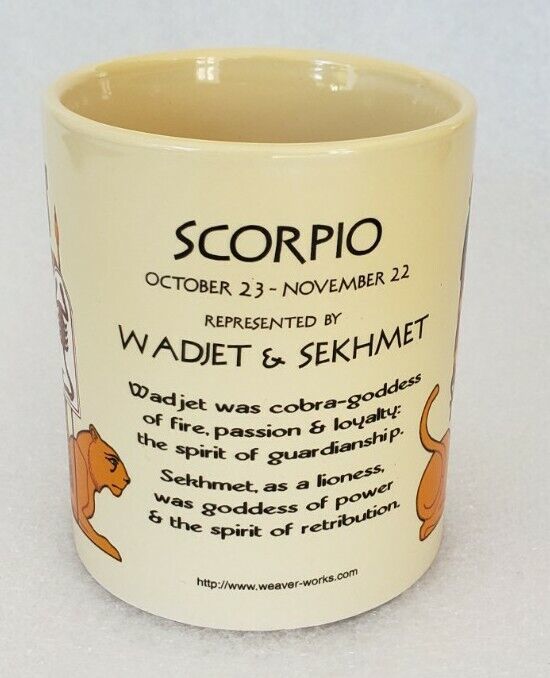 SCORPIO
OCTOBER 23 - NOVEMBER 22
REPRESENTED BY
WADJET & SEKHMET
Wadjet was cobra-goddess
of fire, passion & loyalty:
the spirit of guardianship.
Sekhmet, as a lioness,
was goddess of power
& the spirit of retribution.
http://www.weaver-works.com